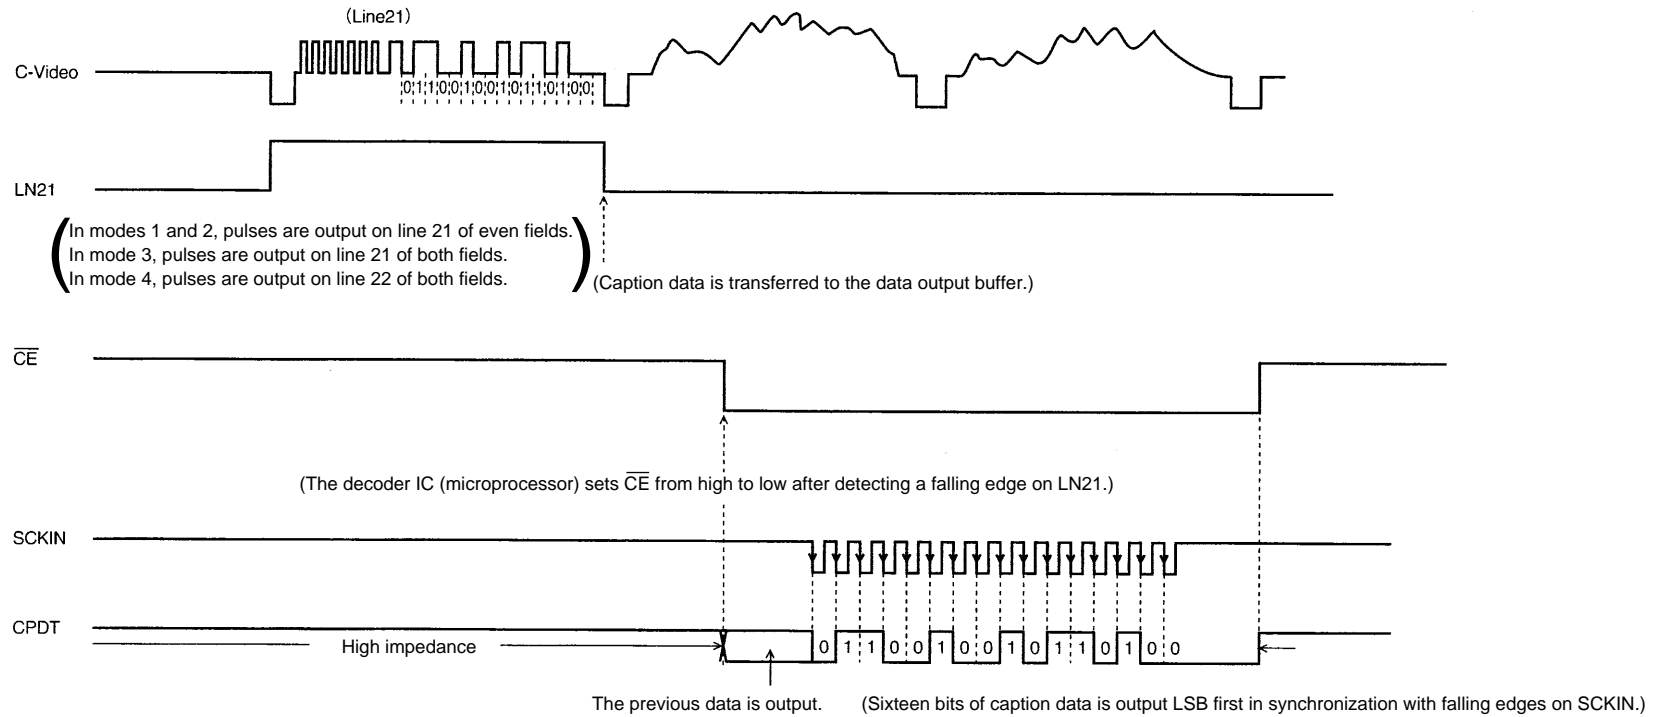 (Line21)
C-Video
0 1 1 0 0 1 0 0 1 0 1 1 0 1 0 0
LN21
In modes 1 and 2, pulses are output on line 21 of even fields.
In mode 3, pulses are output on line 21 of both fields.
In mode 4, pulses are output on line 22 of both fields.
(Caption data is transferred to the data output buffer.)
C̅E̅
(The decoder IC (microprocessor) sets C̅E̅ from high to low after detecting a falling edge on LN21.)
SCKIN
CPDT
High impedance
0 1 1 0 0 1 0 0 1 0 1 1 0 1 0 0
The previous data is output.
(Sixteen bits of caption data is output LSB first in synchronization with falling edges on SCKIN.)